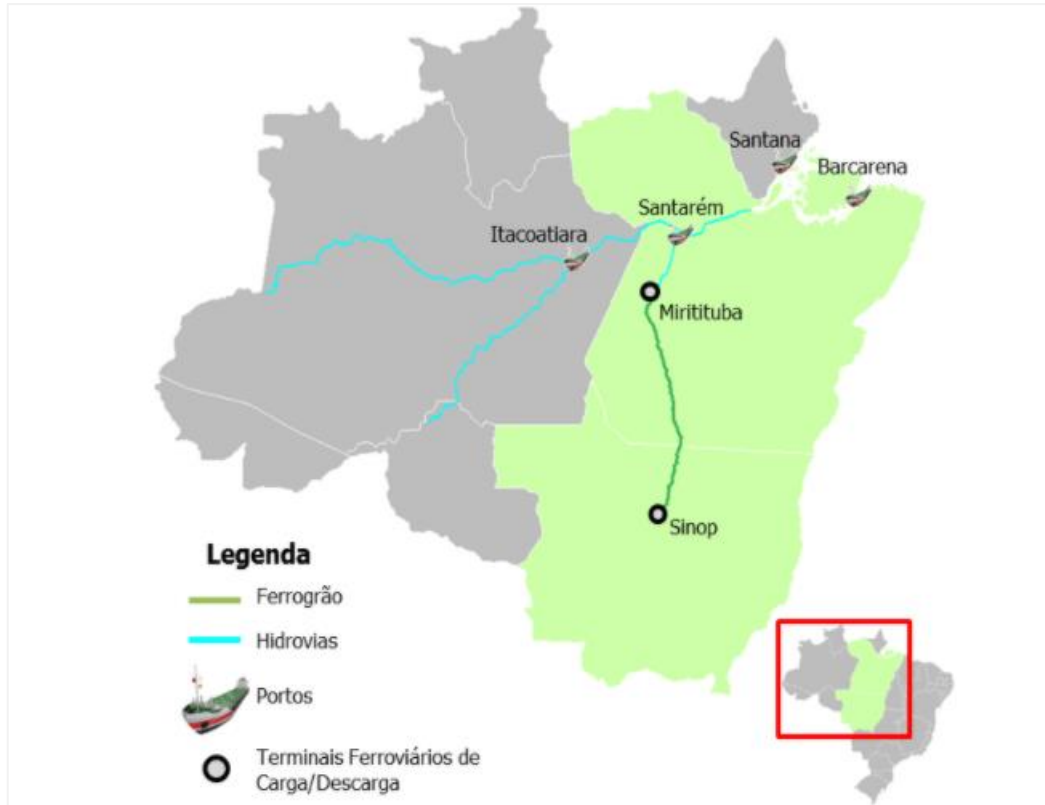 Santana
Barcarena
Santarém
Itacoatiara
Miritituba
Sinop
Legenda
Ferrogrão
Hidrovias
Portos
Terminais Ferroviários de
Carga/Descarga